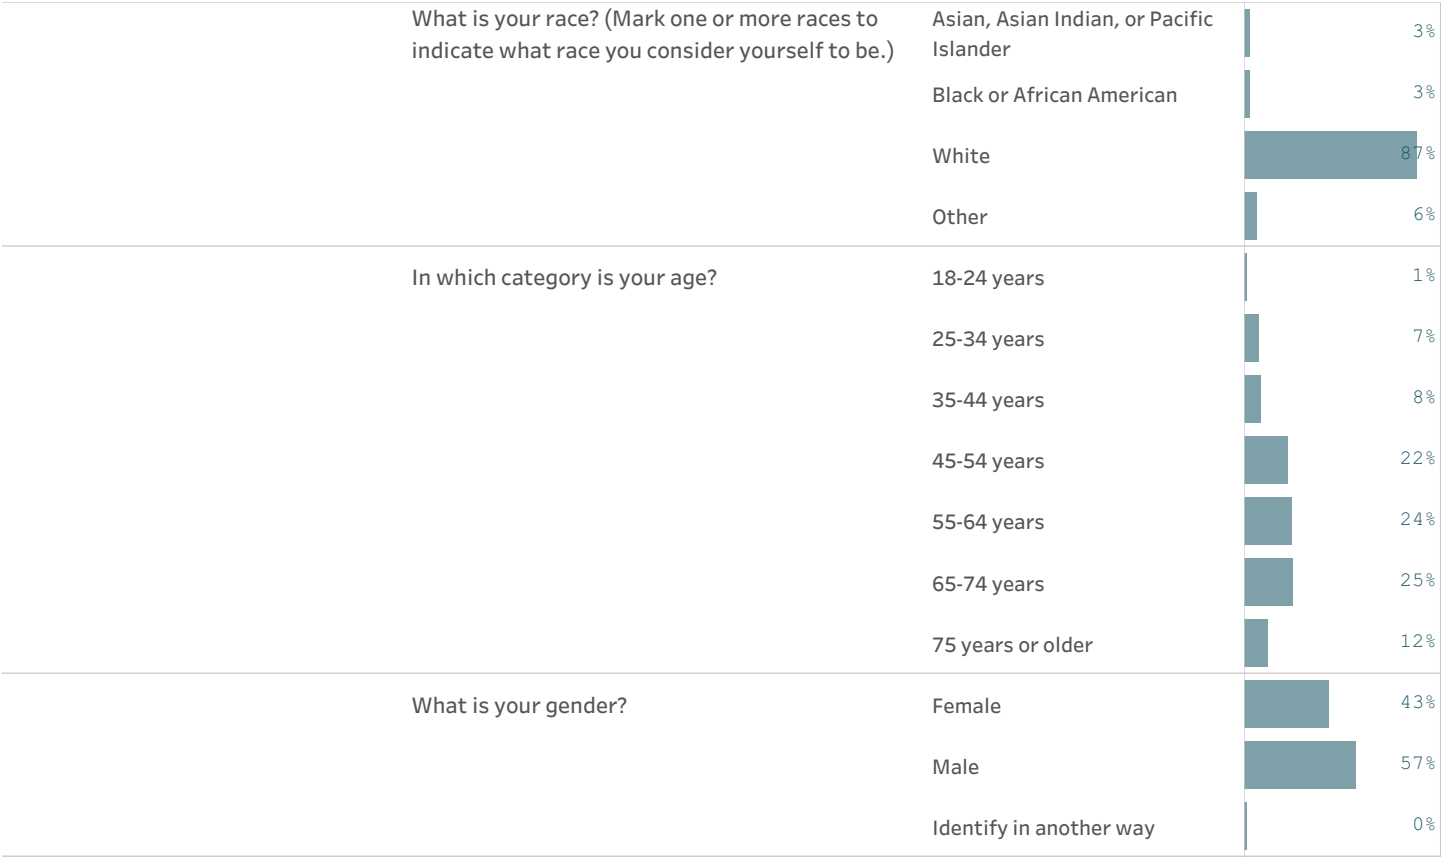 What is your race? (Mark one or more races to
indicate what race you consider yourself to be.)
Asian, Asian Indian, or Pacific
Islander
3%
Black or African American
3%
White
87%
Other
6%
In which category is your age?
18-24 years
1%
25-34 years
7%
35-44 years
8%
45-54 years
22%
55-64 years
24%
65-74 years
25%
75 years or older
12%
What is your gender?
Female
43%
Male
57%
Identify in another way
0%